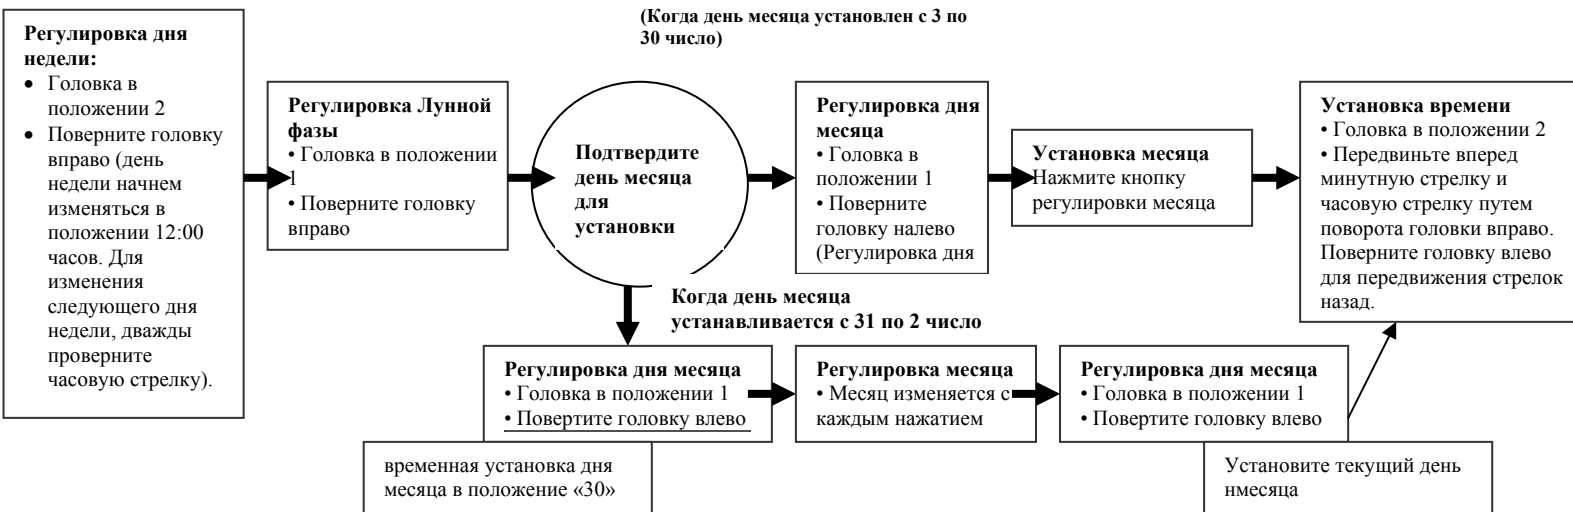 (Когда день месяца установлен с 3 по
30 число)
Регулировка дня
недели:
• Головка в
положении 2
• Поверните головку
вправо (день
недели начнем
изменяться в
положении 12:00
часов. Для
изменения
следующего дня
недели, дважды
проверните
часовую стрелку).
Регулировка Лунной
фазы
• Головка в положении
1
• Поверните головку
вправо
Подтвердите
день месяца
для
установки
Регулировка дня
месяца
• Головка в
положении 1
• Поверните
головку налево
(Регулировка дня
Установка месяца
Нажмите кнопку
регулировки месяца
Установка времени
• Головка в положении 2
• Передвиньте вперед
минутную стрелку и
часовую стрелку путем
поворота головки вправо.
Поверните головку влево
для передвижения стрелок
назад.
Когда день месяца
устанавливается с 31 по 2 число
Регулировка дня месяца
• Головка в положении 1
• Повертите головку влево
временная установка дня
месяца в положение «30»
Регулировка месяца
• Месяц изменяется с
каждым нажатием
Регулировка дня месяца
• Головка в положении 1
• Повертите головку влево
Установите текущий день
нмесяца